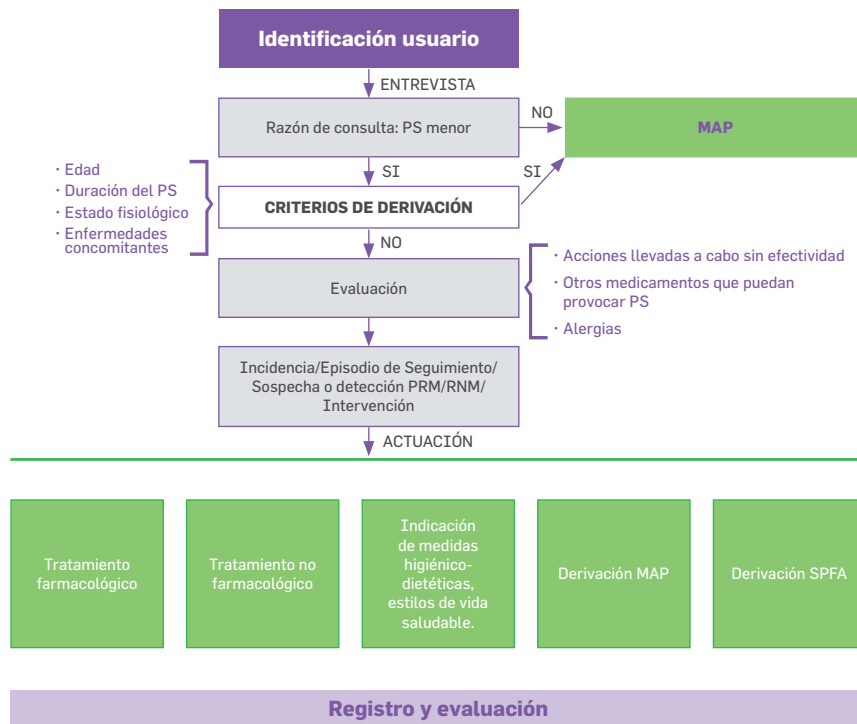 Identificación usuario
ENTREVISTA
Razón de consulta: PS menor
NO
MAP
SI
SI
· Edad
· Duración del PS
· Estado fisiológico
· Enfermedades
concomitantes
CRITERIOS DE DERIVACIÓN
NO
Evaluación
· Acciones llevadas a cabo sin efectividad
· Otros medicamentos que puedan
provocar PS
· Alergias
Incidencia/Episodio de Seguimiento/
Sospecha o detección PRM/RNM/
Intervención
ACTUACIÓN
Tratamiento
farmacológico
Tratamiento no
farmacológico
Indicación
de medidas
higiénico-
dietéticas,
estilos de vida
saludable.
Derivación MAP
Derivación SPFA
Registro y evaluación